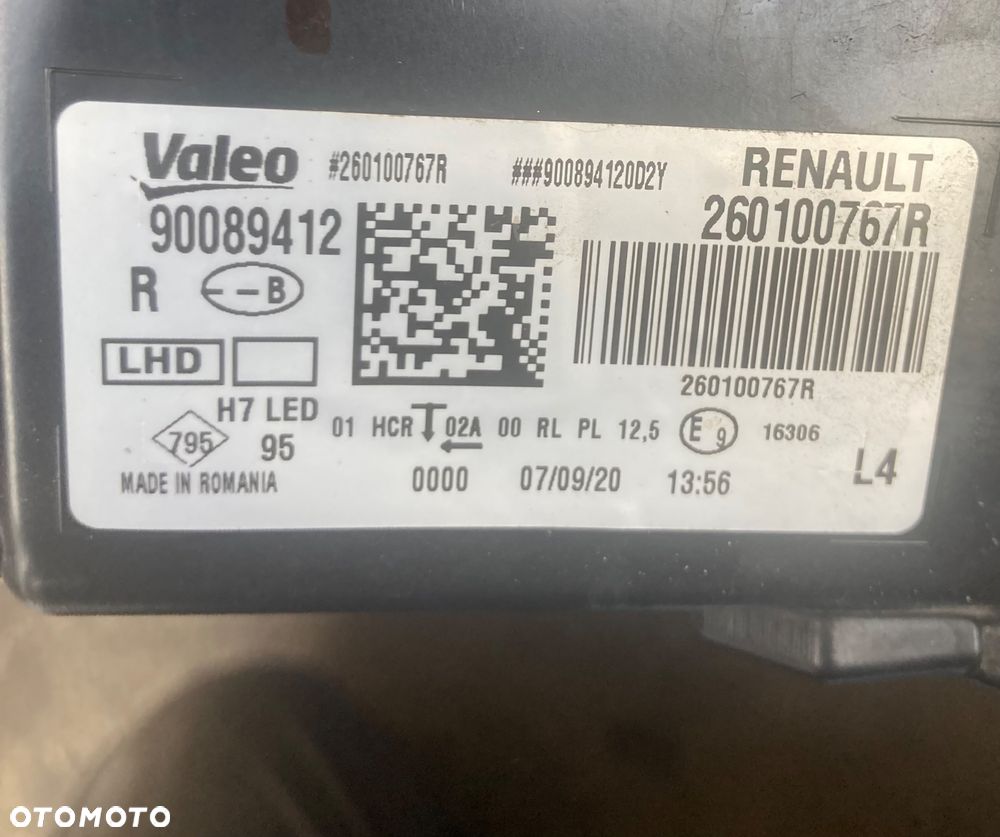 Valeo #260100767R ###900894120D2Y RENAULT
90089412 260100767R
R --B
LHD
260100767R
H7 LED
795 95 01 HCR 02A 00 RL PL 12,5 E9 16306
MADE IN ROMANIA 0000 07/09/20 13:56 L4
OTOMOTO